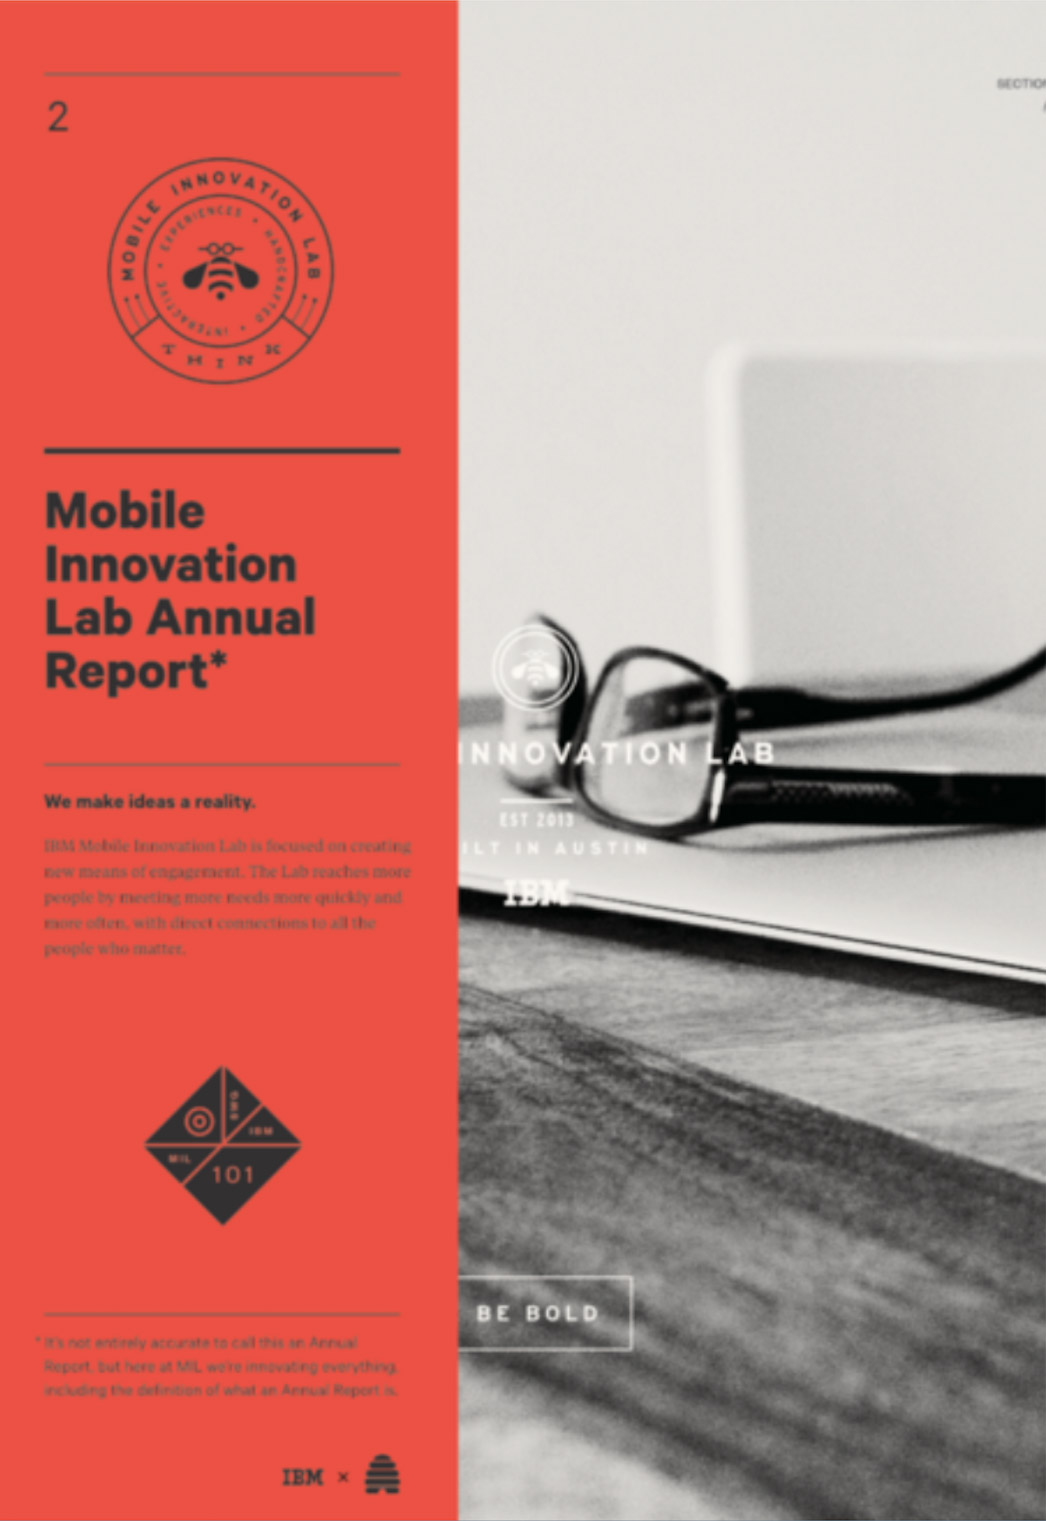 2
MOBILE INNOVATION LAB
EXPERIENCES • HANDCRAFTED • INTERACTIVE •
THINK
Mobile
Innovation
Lab Annual
Report*
We make ideas a reality.
IBM Mobile Innovation Lab is focused on creating
new means of engagement. The Lab reaches more
people by meeting more needs more quickly and
more often, with direct connections to all the
people who matter.
ORG
IBM
MIL
101
* It's not entirely accurate to call this an Annual
Report, but here at MIL we're innovating everything,
including the definition of what an Annual Report is.
IBM ×
SECTION
INNOVATION LAB
EST 2013
ILT IN AUSTIN
IBM
BE BOLD